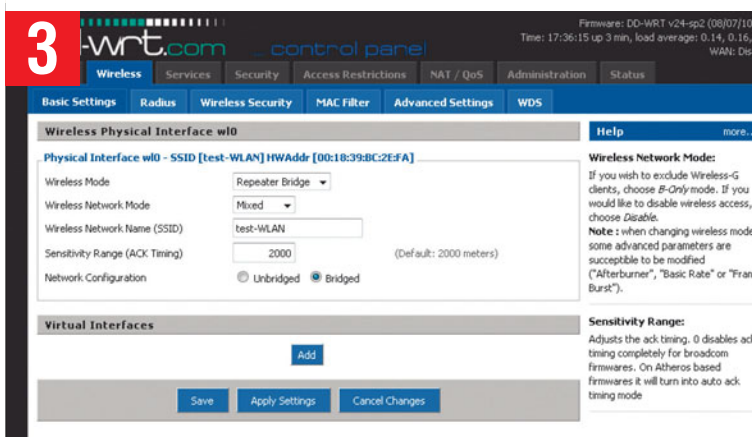 3
-wrt.com ... control panel
Firmware: DD-WRT v24-sp2 (08/07/10
Time: 17:36:15 up 3 min, load average: 0.14, 0.16,
WAN: Dis
Wireless Services Security Access Restrictions NAT / QoS Administration Status
Basic Settings Radius Wireless Security MAC Filter Advanced Settings WDS
Wireless Physical Interface wl0
Physical Interface wl0 - SSID [test-WLAN] HWAddr [00:18:39:BC:2E:FA]
Wireless Mode Repeater Bridge
Wireless Network Mode Mixed
Wireless Network Name (SSID) test-WLAN
Sensitivity Range (ACK Timing) 2000 (Default: 2000 meters)
Network Configuration Unbridged Bridged
Virtual Interfaces
Add
Save Apply Settings Cancel Changes
Help more...
Wireless Network Mode:
If you wish to exclude Wireless-G
clients, choose B-Only mode. If you
would like to disable wireless access,
choose Disable.
Note : when changing wireless mode
some advanced parameters are
succeptible to be modified
("Afterburner", "Basic Rate" or "Fram
Burst").
Sensitivity Range:
Adjusts the ack timing. 0 disables ack
timing completely for broadcom
firmwares. On Atheros based
firmwares it will turn into auto ack
timing mode